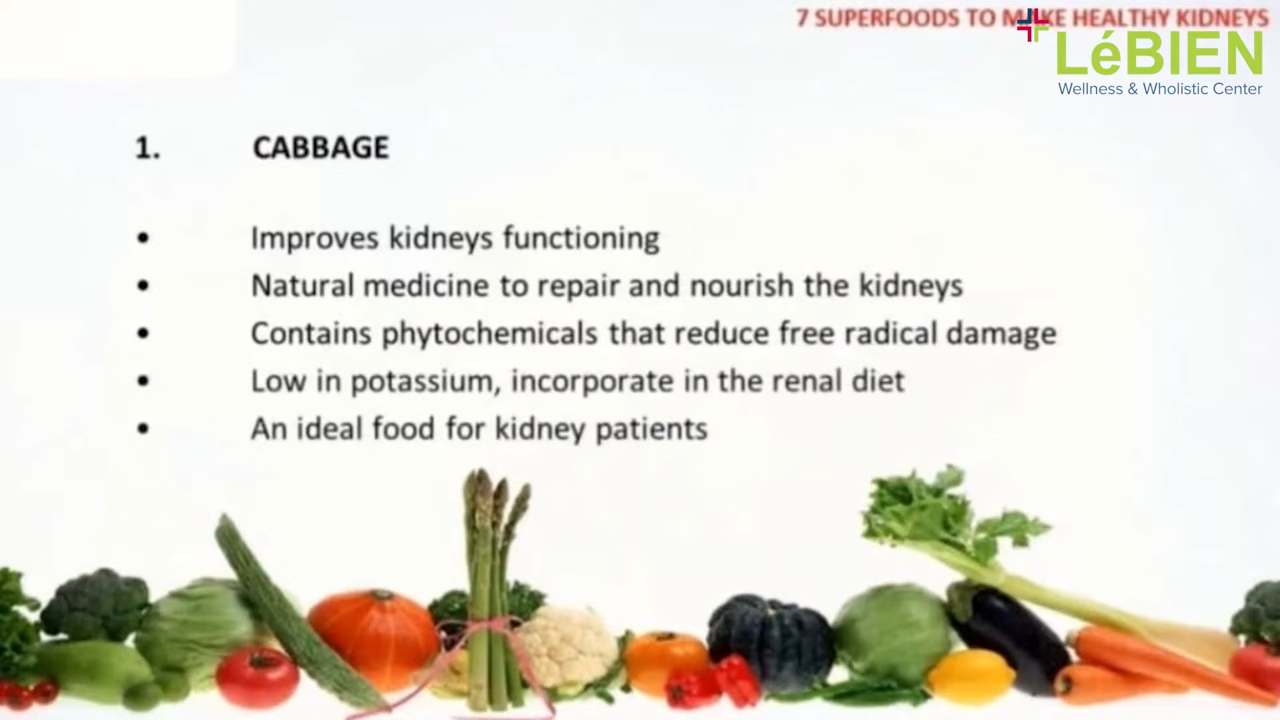 7 SUPERFOODS TO MAKE HEALTHY KIDNEYS
LéBIEN
Wellness & Wholistic Center
1. CABBAGE
• Improves kidneys functioning
• Natural medicine to repair and nourish the kidneys
• Contains phytochemicals that reduce free radical damage
• Low in potassium, incorporate in the renal diet
• An ideal food for kidney patients